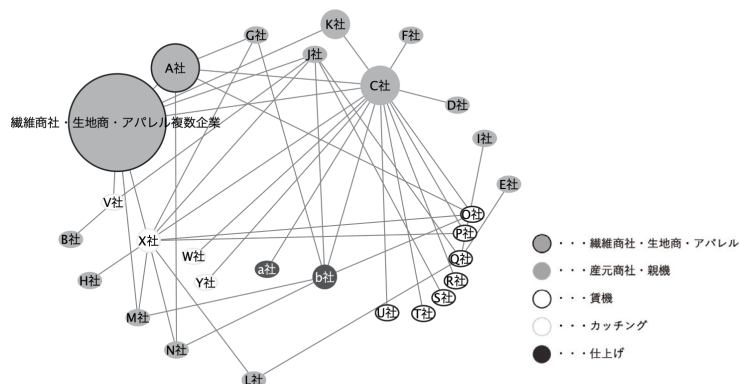 K社
G社
F社
J社
A社
C社
D社
繊維商社・生地商・アパレル複数企業
I社
E社
V社
O社
P社
B社
X社
W社
Q社
a社
b社
H社
Y社
R社
S社
M社
U社
T社
N社
L社
・・・繊維商社・生地商・アパレル
・・・産元商社・親機
・・・賃機
・・・カッチング
・・・仕上げ